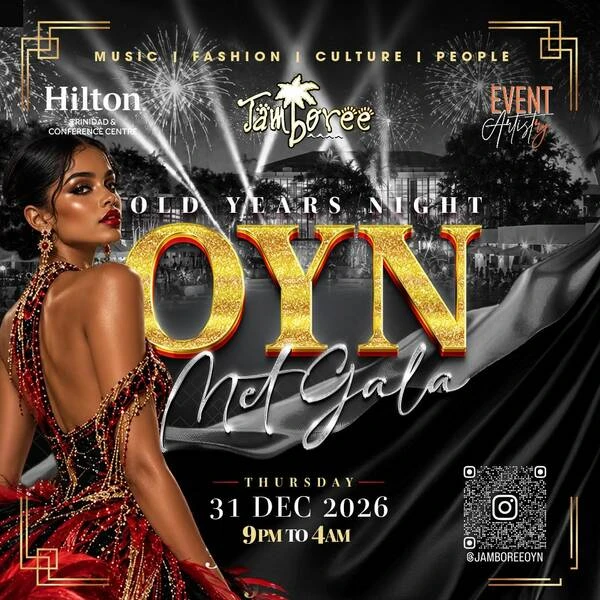 MUSIC | FASHION | CULTURE | PEOPLE
Hilton
TRINIDAD &
CONFERENCE CENTRE
Jamboree
EVENT
Artistry
OLD YEARS NIGHT
OYN
Met Gala
THURSDAY
31 DEC 2026
9PM TO 4AM
@JAMBOREEOYN